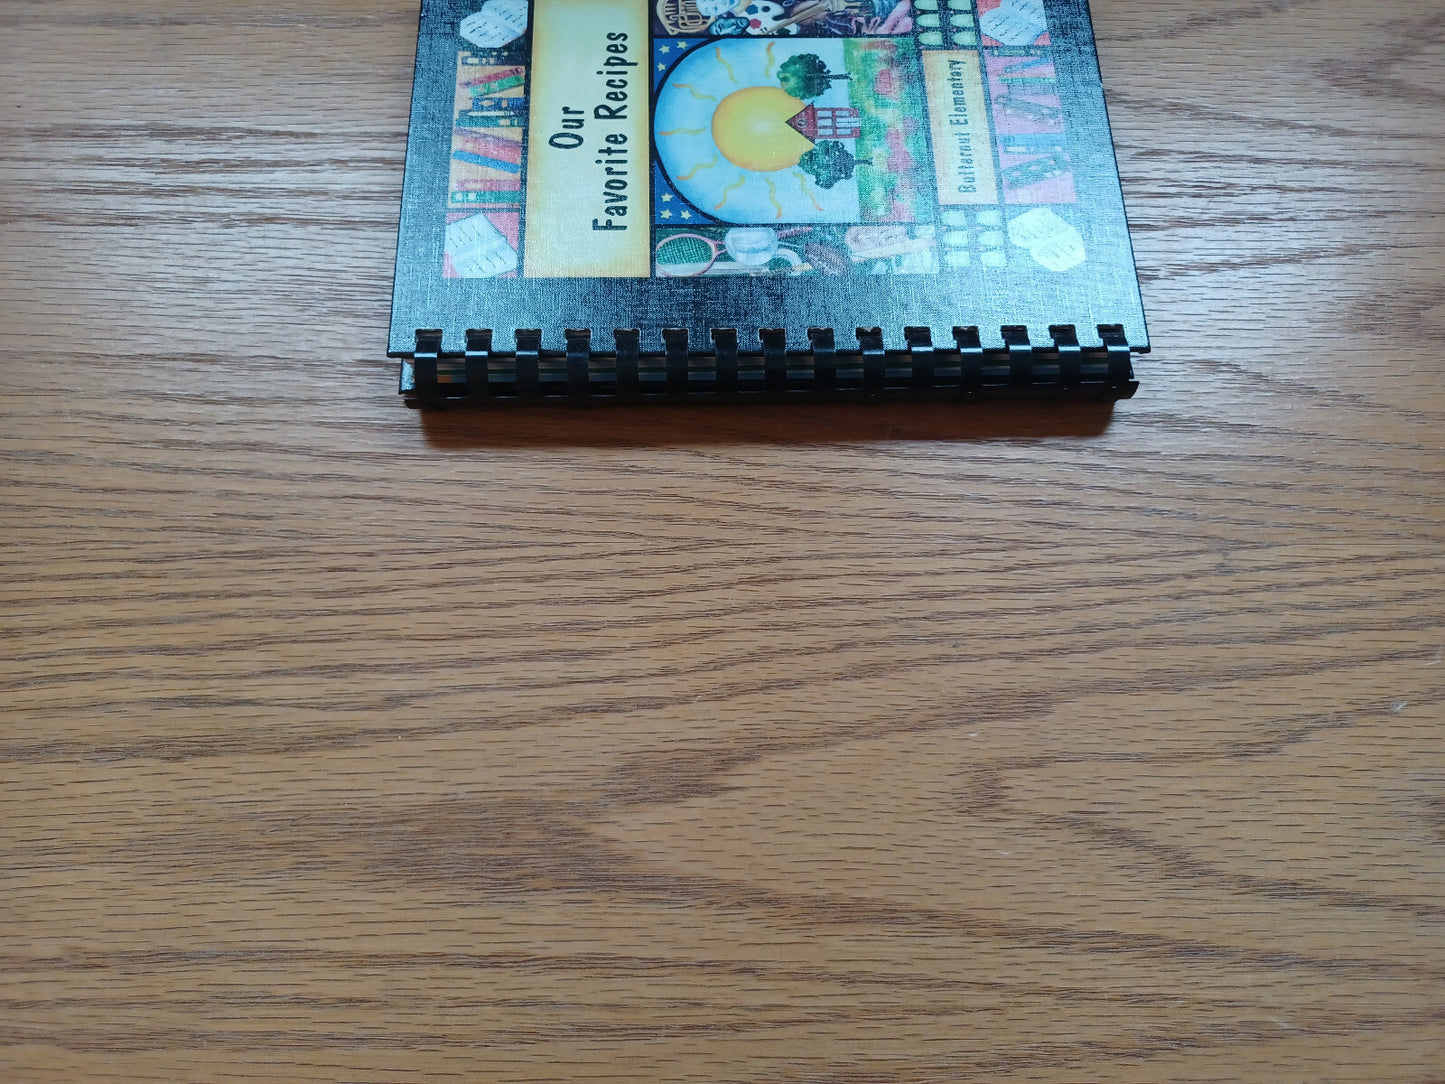 Our
Favorite Recipes
Butternut Elementary